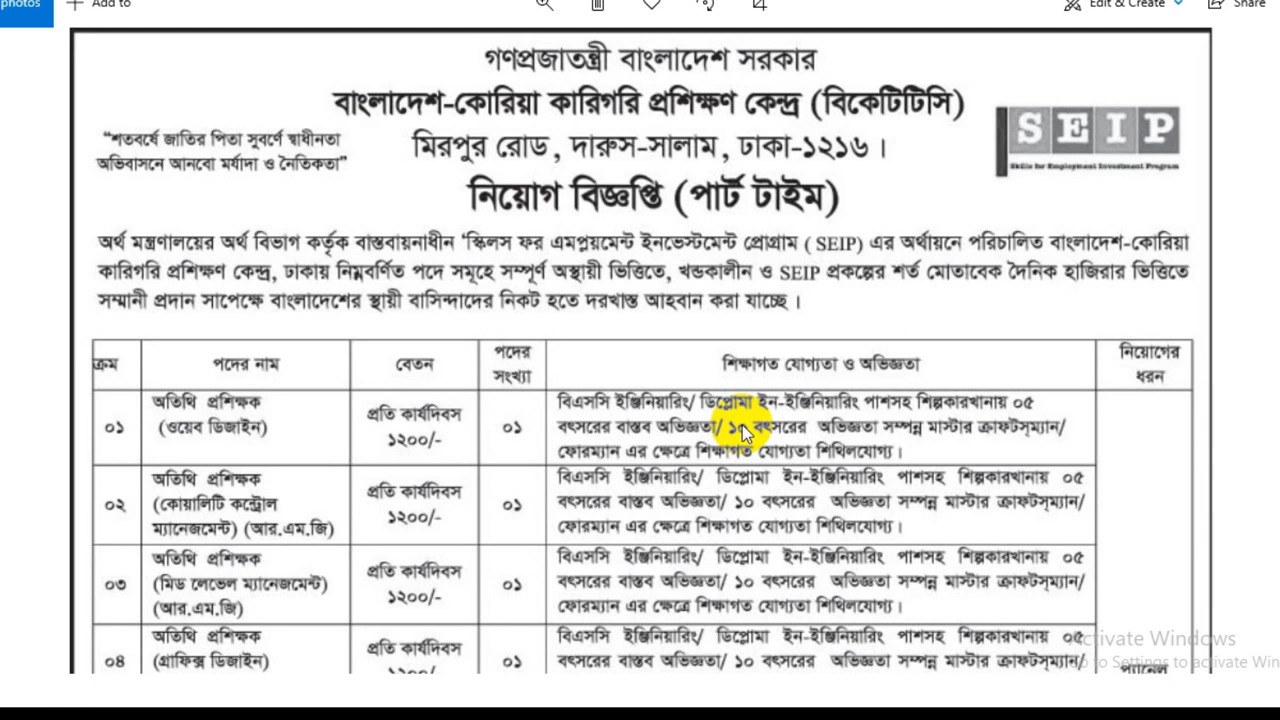 photos
Add to
Edit & Create
Share
গণপ্রজাতন্ত্রী বাংলাদেশ সরকার
বাংলাদেশ-কোরিয়া কারিগরি প্রশিক্ষণ কেন্দ্র (বিকেটিটিসি)
"শতবর্ষে জাতির পিতা সুবর্ণে স্বাধীনতা
অভিবাসনে আনবো মর্যাদা ও নৈতিকতা"
মিরপুর রোড, দারুস-সালাম, ঢাকা-১২১৬।
SEIP
Skills for Employment Investment Program
নিয়োগ বিজ্ঞপ্তি (পার্ট টাইম)
অর্থ মন্ত্রণালয়ের অর্থ বিভাগ কর্তৃক বাস্তবায়নাধীন 'স্কিলস ফর এমপ্লয়মেন্ট ইনভেস্টমেন্ট প্রোগ্রাম ( SEIP) এর অর্থায়নে পরিচালিত বাংলাদেশ-কোরিয়া
কারিগরি প্রশিক্ষণ কেন্দ্র, ঢাকায় নিম্নবর্ণিত পদে সমূহে সম্পূর্ণ অস্থায়ী ভিত্তিতে, খন্ডকালীন ও SEIP প্রকল্পের শর্ত মোতাবেক দৈনিক হাজিরার ভিত্তিতে
সম্মানী প্রদান সাপেক্ষে বাংলাদেশের স্থায়ী বাসিন্দাদের নিকট হতে দরখাস্ত আহবান করা যাচ্ছে।
ক্রম
পদের নাম
বেতন
পদের
সংখ্যা
শিক্ষাগত যোগ্যতা ও অভিজ্ঞতা
নিয়োগের
ধরন
০১
অতিথি প্রশিক্ষক
(ওয়েব ডিজাইন)
প্রতি কার্যদিবস
১২০০/-
০১
বিএসসি ইঞ্জিনিয়ারিং/ ডিপ্লোমা ইন-ইঞ্জিনিয়ারিং পাশসহ শিল্পকারখানায় ০৫
বৎসরের বাস্তব অভিজ্ঞতা/ ১০ বৎসরের অভিজ্ঞতা সম্পন্ন মাস্টার ক্রাফটস্ম্যান/
ফোরম্যান এর ক্ষেত্রে শিক্ষাগত যোগ্যতা শিথিলযোগ্য।
০২
অতিথি প্রশিক্ষক
(কোয়ালিটি কন্ট্রোল
ম্যানেজমেন্ট) (আর.এম.জি)
প্রতি কার্যদিবস
১২০০/-
০১
বিএসসি ইঞ্জিনিয়ারিং/ ডিপ্লোমা ইন-ইঞ্জিনিয়ারিং পাশসহ শিল্পকারখানায় ০৫
বৎসরের বাস্তব অভিজ্ঞতা/ ১০ বৎসরের অভিজ্ঞতা সম্পন্ন মাস্টার ক্রাফটস্ম্যান/
ফোরম্যান এর ক্ষেত্রে শিক্ষাগত যোগ্যতা শিথিলযোগ্য।
০৩
অতিথি প্রশিক্ষক
(মিড লেভেল ম্যানেজমেন্ট)
(আর.এম.জি)
প্রতি কার্যদিবস
১২০০/-
০১
বিএসসি ইঞ্জিনিয়ারিং/ ডিপ্লোমা ইন-ইঞ্জিনিয়ারিং পাশসহ শিল্পকারখানায় ০৫
বৎসরের বাস্তব অভিজ্ঞতা/ ১০ বৎসরের অভিজ্ঞতা সম্পন্ন মাস্টার ক্রাফটস্ম্যান/
ফোরম্যান এর ক্ষেত্রে শিক্ষাগত যোগ্যতা শিথিলযোগ্য।
০৪
অতিথি প্রশিক্ষক
(গ্রাফিক্স ডিজাইন)
প্রতি কার্যদিবস
০১
বিএসসি ইঞ্জিনিয়ারিং/ ডিপ্লোমা ইন-ইঞ্জিনিয়ারিং পাশসহ শিল্পকারখানায় ০৫
বৎসরের বাস্তব অভিজ্ঞতা/ ১০ বৎসরের অভিজ্ঞতা সম্পন্ন মাস্টার ক্রাফটস্ম্যান/
প্যানেল
Activate Windows
Go to Settings to activate Win